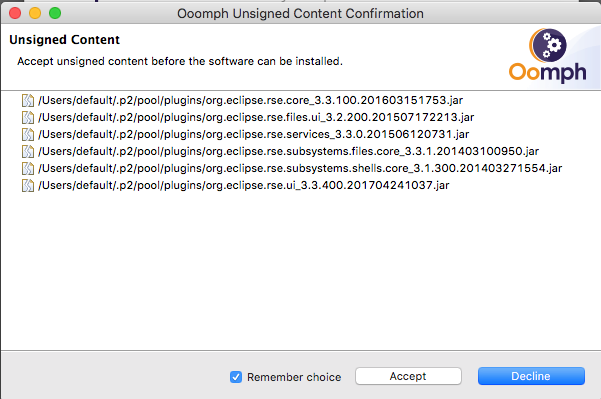 Ooomph Unsigned Content Confirmation
Unsigned Content
Accept unsigned content before the software can be installed.
Oomph
/Users/default/.p2/pool/plugins/org.eclipse.rse.core_3.3.100.201603151753.jar
/Users/default/.p2/pool/plugins/org.eclipse.rse.files.ui_3.2.200.201507172213.jar
/Users/default/.p2/pool/plugins/org.eclipse.rse.services_3.3.0.201506120731.jar
/Users/default/.p2/pool/plugins/org.eclipse.rse.subsystems.files.core_3.3.1.201403100950.jar
/Users/default/.p2/pool/plugins/org.eclipse.rse.subsystems.shells.core_3.1.300.201403271554.jar
/Users/default/.p2/pool/plugins/org.eclipse.rse.ui_3.3.400.201704241037.jar
Remember choice Accept Decline